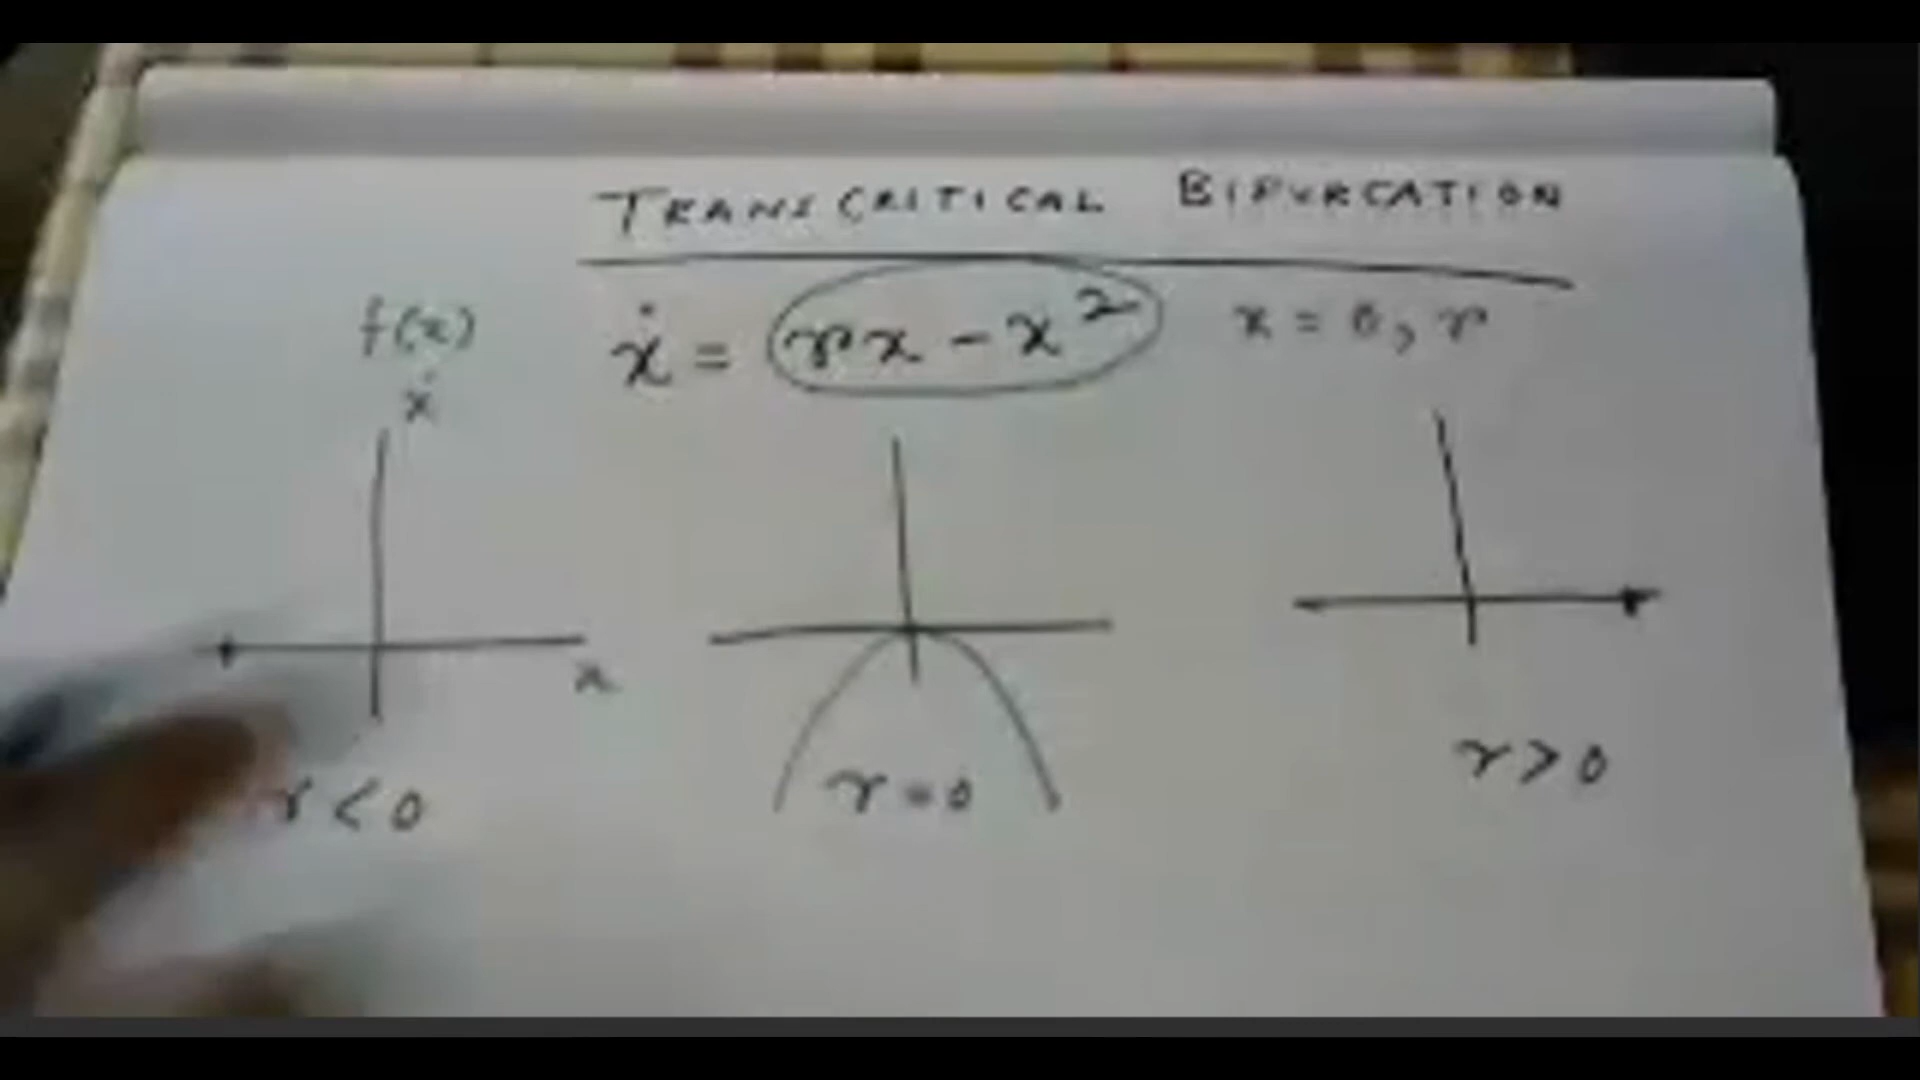 TRANSCRITICAL BIFURCATION
f(x) ẋ = rx - x² x = 0, r
ẋ
x
r < 0 r = 0 r > 0